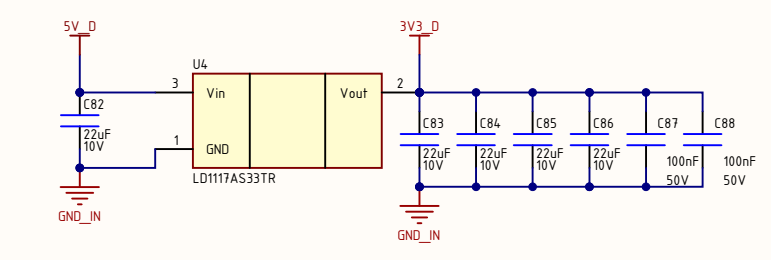 5V_D
3V3_D
U4
3
Vin
Vout
2
C82
22uF
10V
1
GND
LD1117AS33TR
GND_IN
C83
22uF
10V
C84
22uF
10V
C85
22uF
10V
C86
22uF
10V
C87
100nF
50V
C88
100nF
50V
GND_IN